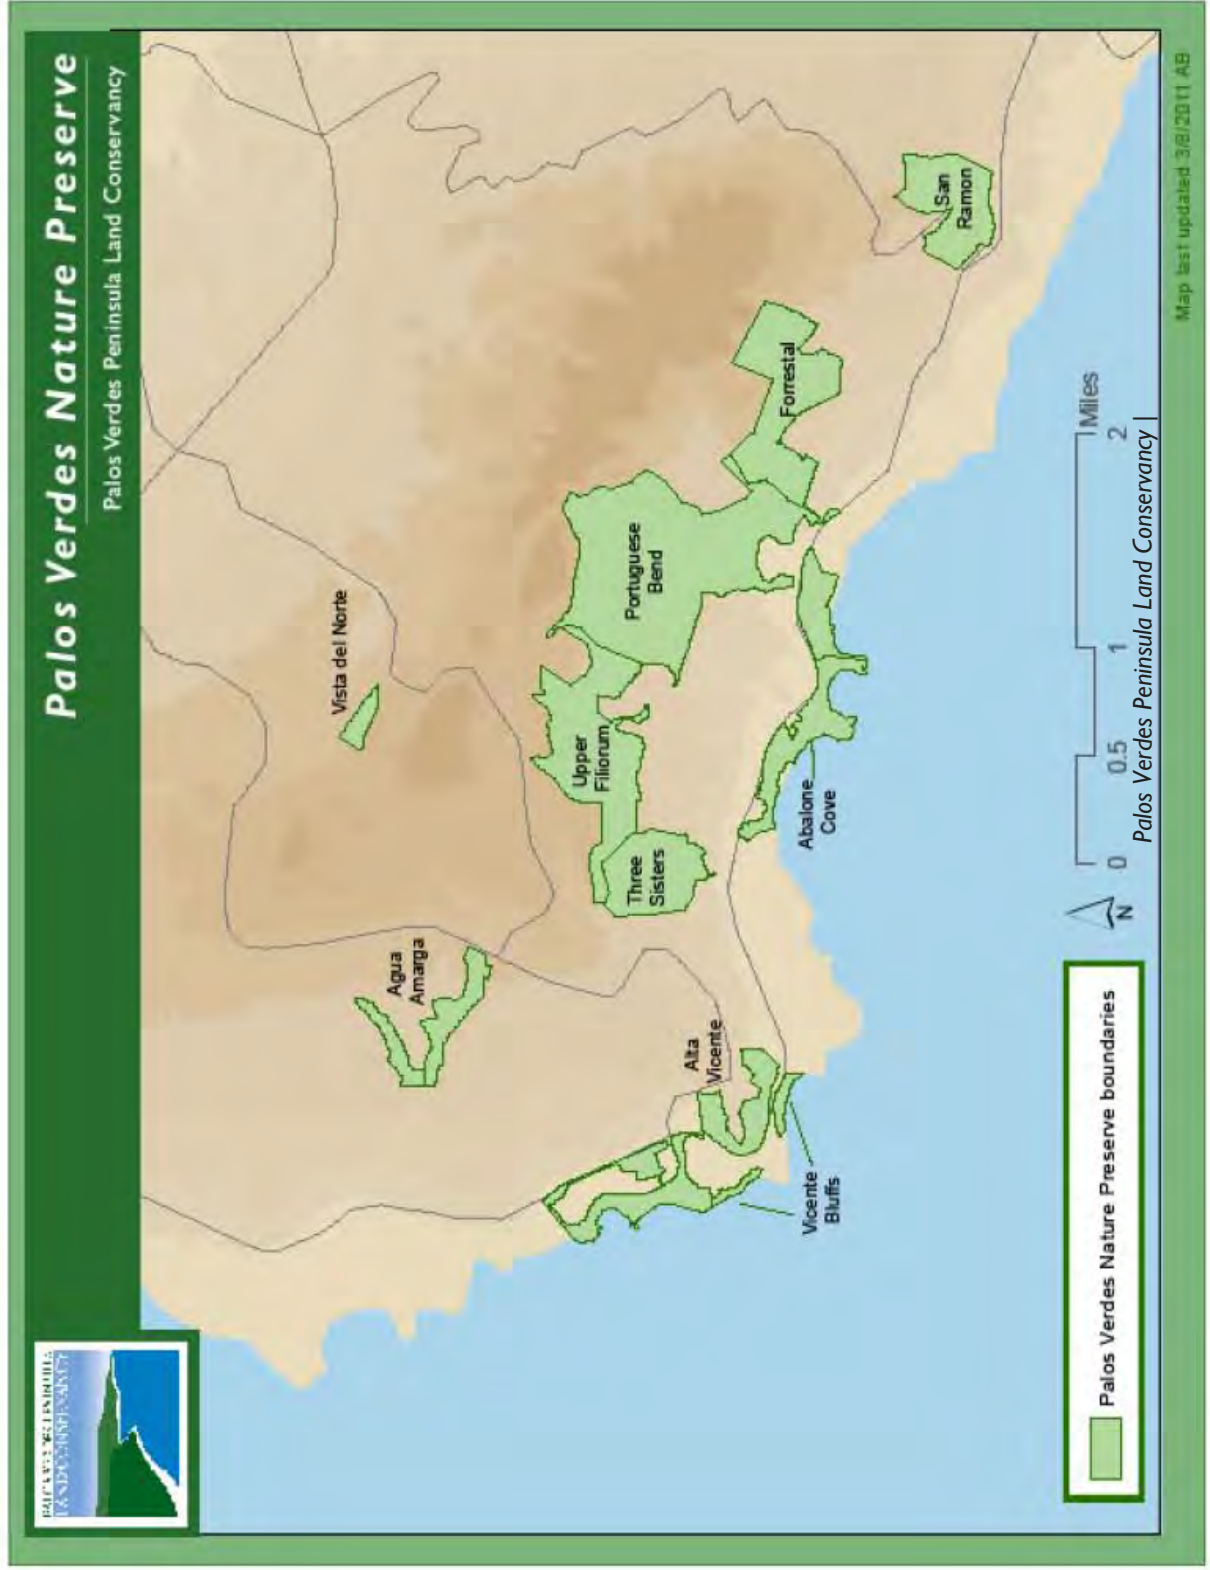 Palos Verdes Nature Preserve
Palos Verdes Peninsula Land Conservancy
LAND CONSERVANCY
Vista del Norte
Agua
Amarga
Upper
Filiorum
Portuguese
Bend
Three
Sisters
Forrestal
San
Ramon
Alta
Vicente
Abalone
Cove
Vicente
Bluffs
Palos Verdes Nature Preserve boundaries
N
0 0.5 1 2
Miles
Palos Verdes Peninsula Land Conservancy |
Map last updated 3/8/2011 AB